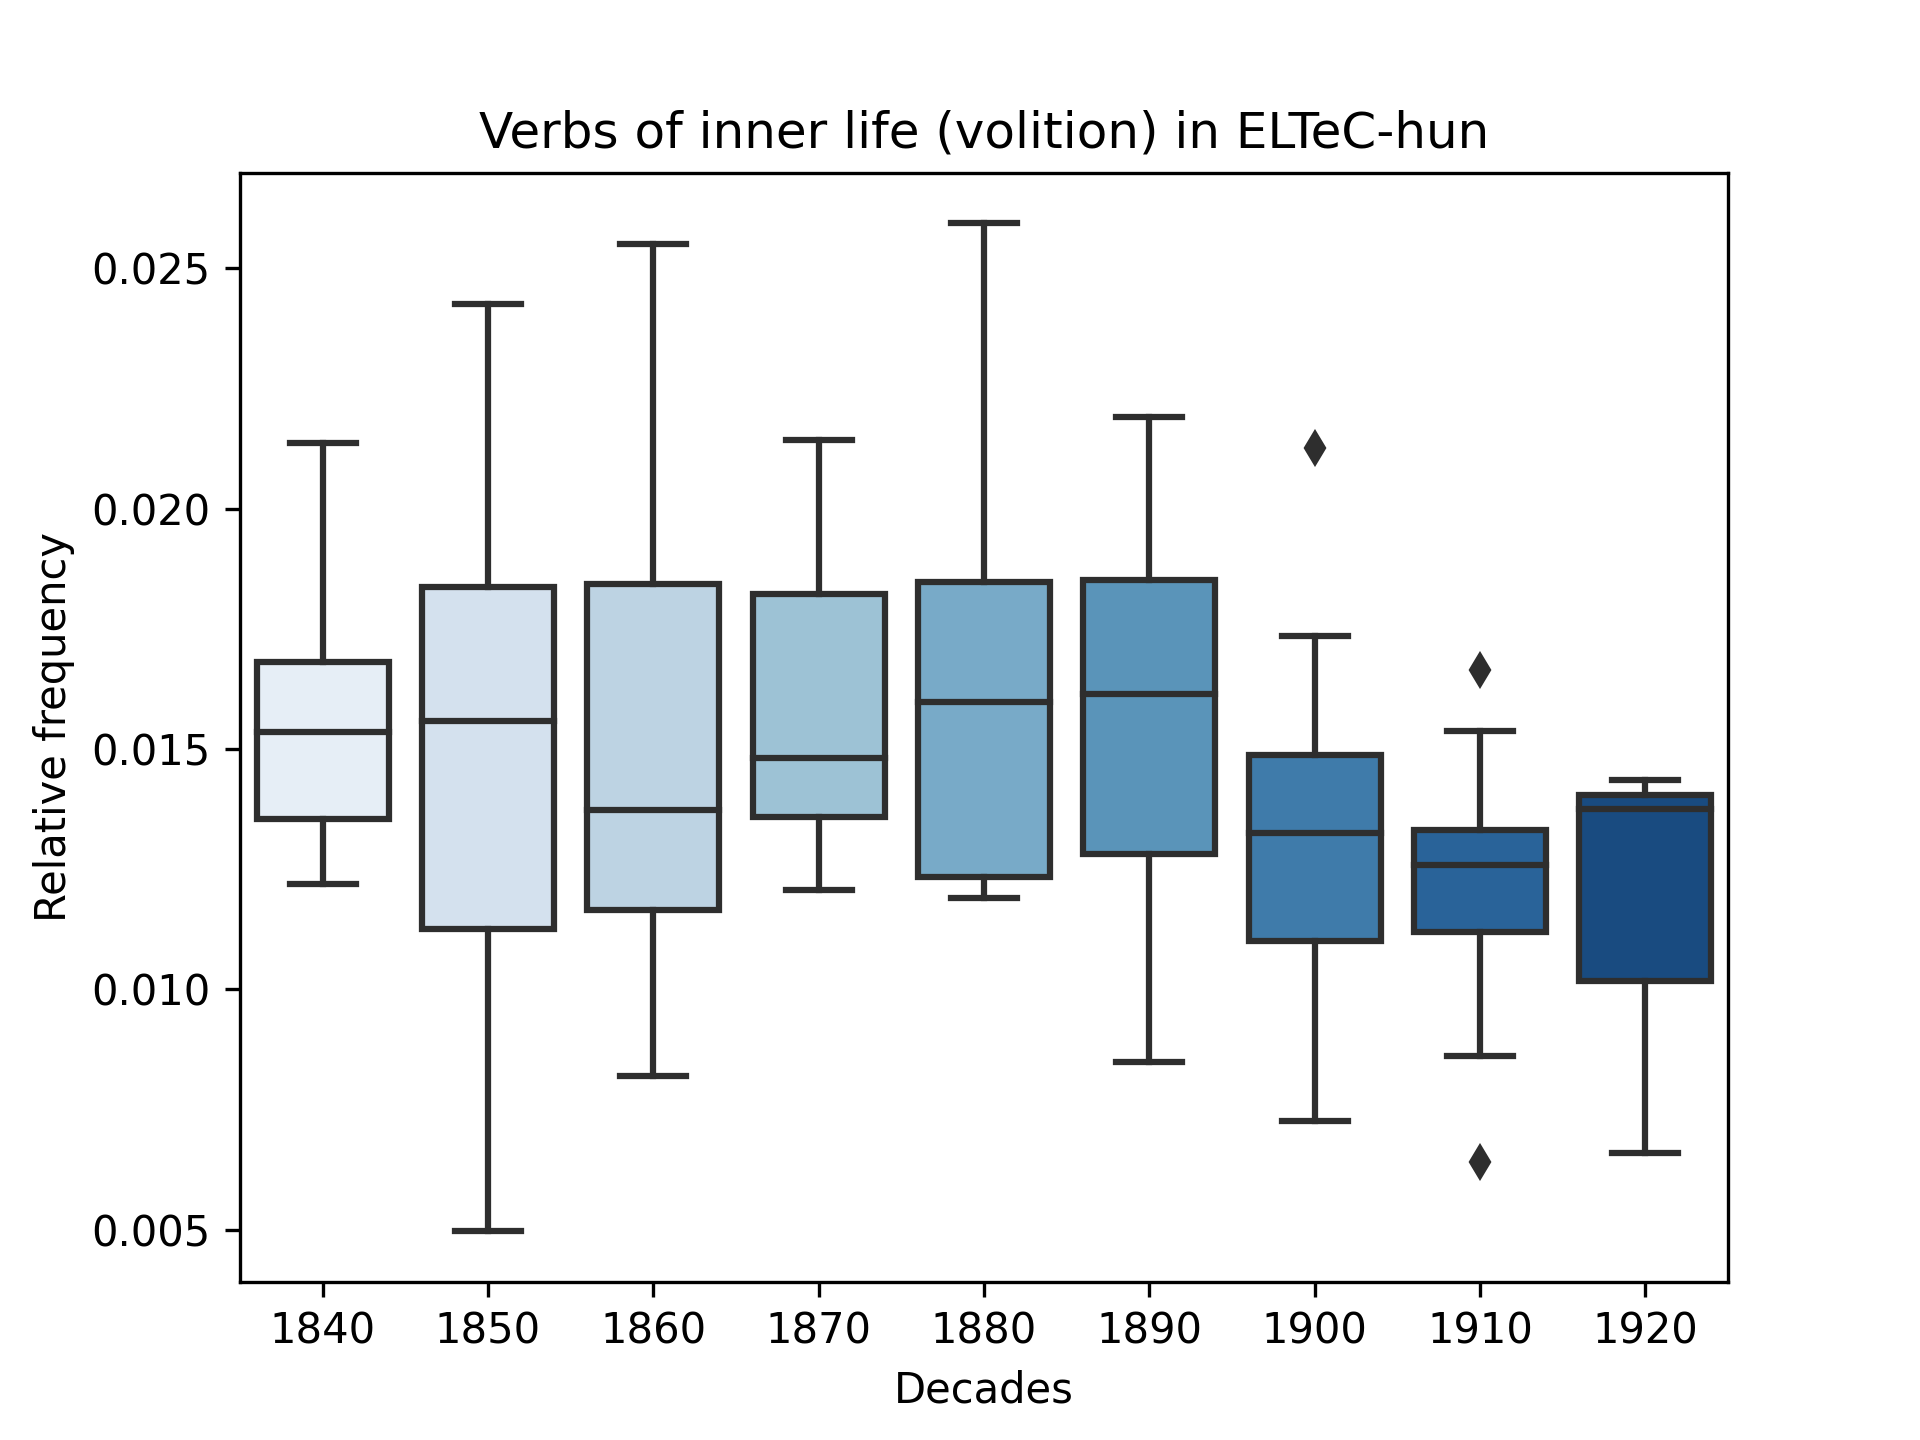 Verbs of inner life (volition) in ELTeC-hun
Relative frequency
0.025
0.020
0.015
0.010
0.005
1840 1850 1860 1870 1880 1890 1900 1910 1920
Decades